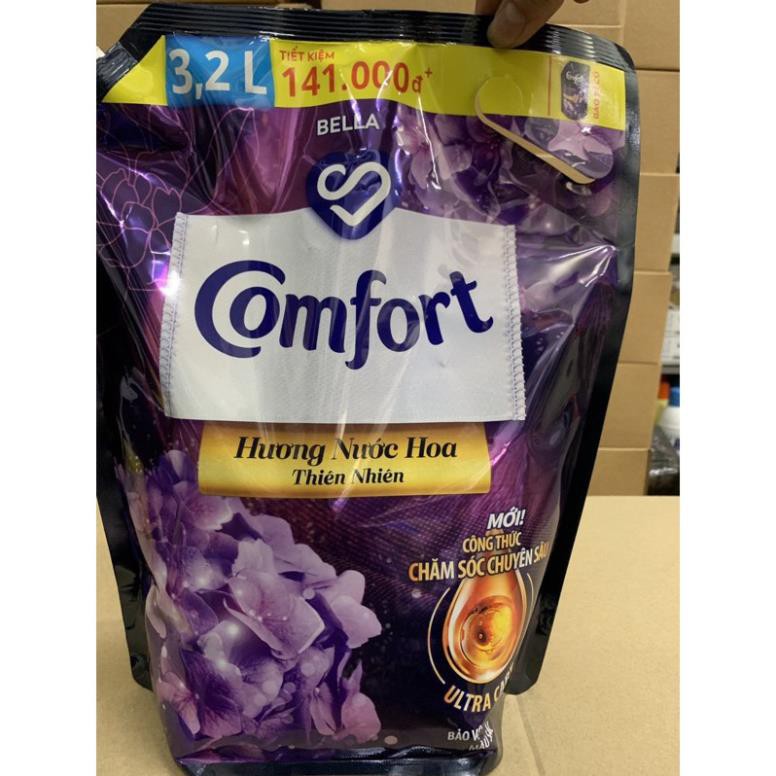 3,2 L
TIẾT KIỆM
141.000đ+
BELLA
Comfort
Hương Nước Hoa
Thiên Nhiên
MỚI!
CÔNG THỨC
CHĂM SÓC CHUYÊN SÂU
ULTRA CARE
BẢO